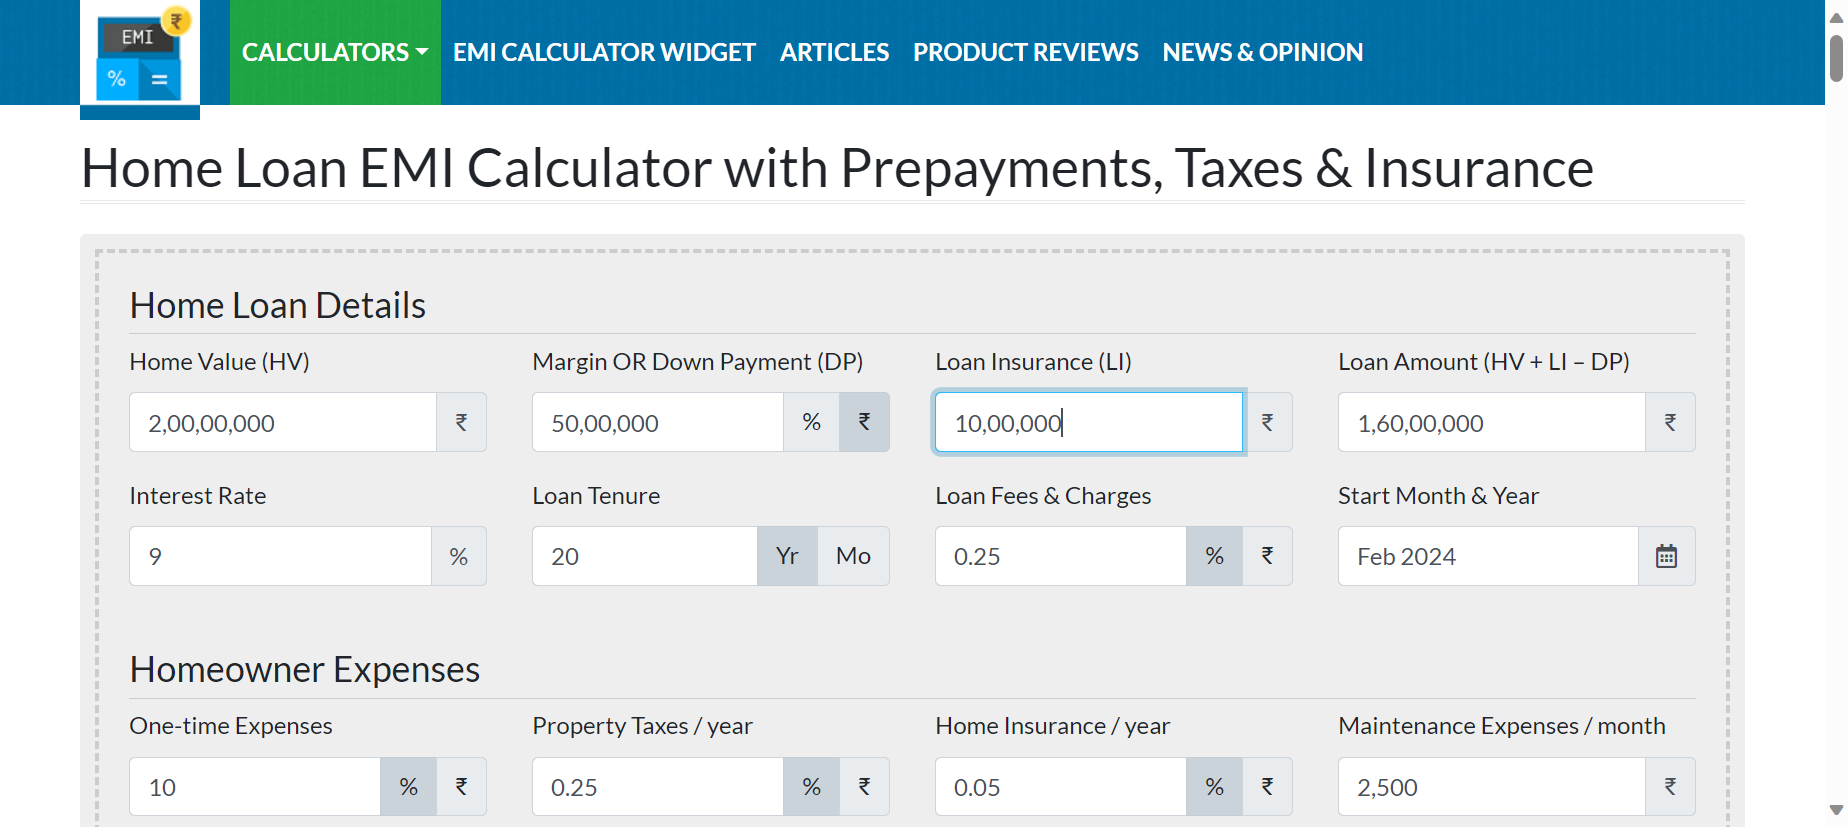 EMI
₹
% =
CALCULATORS EMI CALCULATOR WIDGET ARTICLES PRODUCT REVIEWS NEWS & OPINION
Home Loan EMI Calculator with Prepayments, Taxes & Insurance
Home Loan Details
Home Value (HV) Margin OR Down Payment (DP) Loan Insurance (LI) Loan Amount (HV + LI – DP)
2,00,00,000 ₹ 50,00,000 % ₹ 10,00,000 ₹ 1,60,00,000 ₹
Interest Rate Loan Tenure Loan Fees & Charges Start Month & Year
9 % 20 Yr Mo 0.25 % ₹ Feb 2024
Homeowner Expenses
One-time Expenses Property Taxes / year Home Insurance / year Maintenance Expenses / month
10 % ₹ 0.25 % ₹ 0.05 % ₹ 2,500 ₹